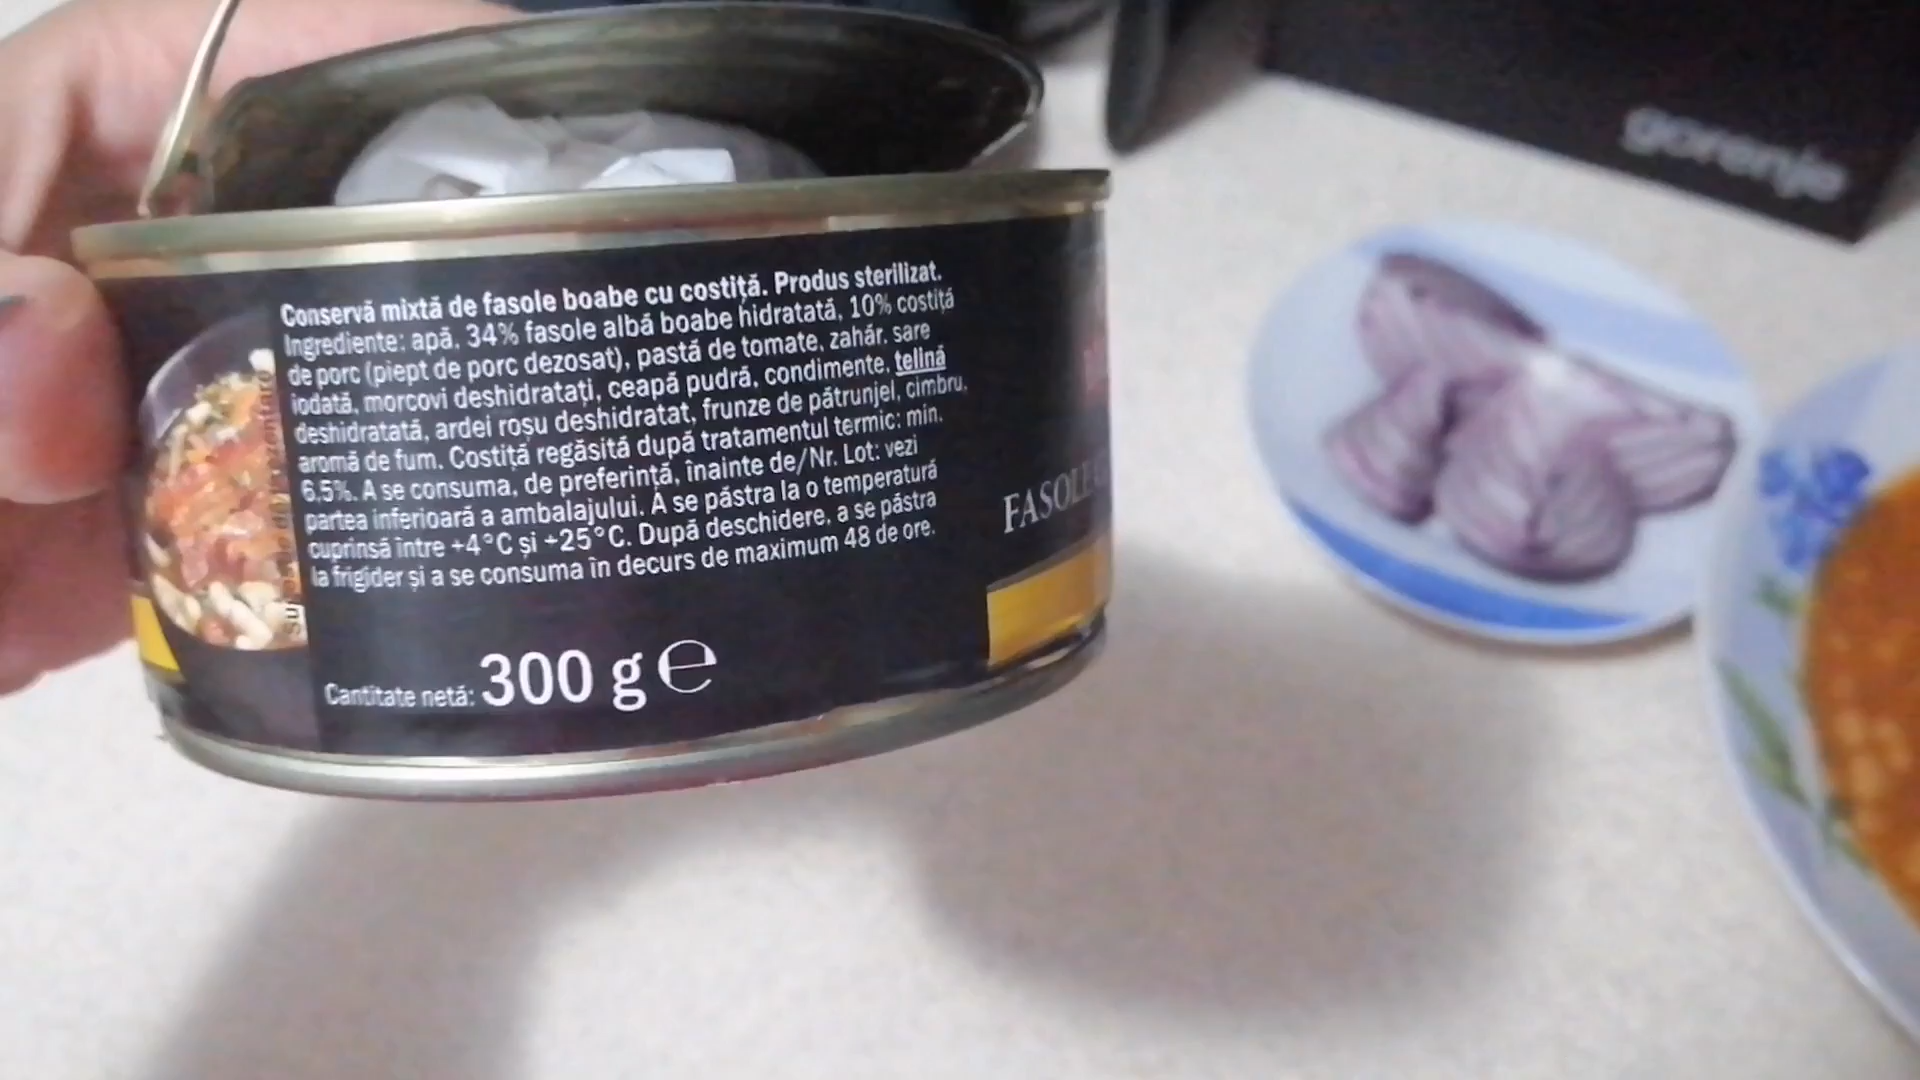 Conservă mixtă de fasole boabe cu costiță. Produs sterilizat.
Ingrediente: apă, 34% fasole albă boabe hidratată, 10% costiță
de porc (piept de porc dezosat), pastă de tomate, zahăr, sare
iodată, morcovi deshidratați, ceapă pudră, condimente, telină
deshidratată, ardei roșu deshidratat, frunze de pătrunjel, cimbru,
aromă de fum. Costiță regăsită după tratamentul termic: min.
6,5%. A se consuma, de preferință, înainte de/Nr. Lot: vezi
partea inferioară a ambalajului. A se păstra la o temperatură
cuprinsă între +4°C și +25°C. După deschidere, a se păstra
la frigider și a se consuma în decurs de maximum 48 de ore.
Cantitate netă: 300 g e
FASOLE
gorenje